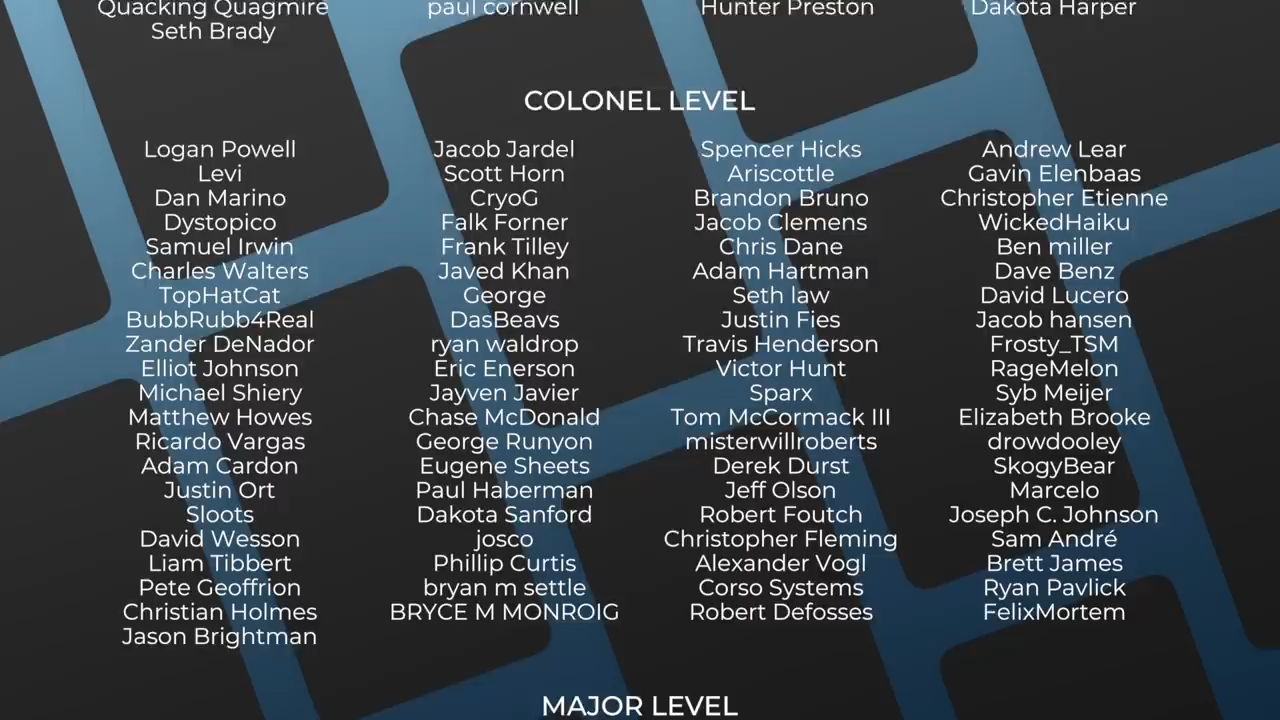 Quacking Quagmire
Seth Brady
paul cornwell
Hunter Preston
Dakota Harper
COLONEL LEVEL
Logan Powell
Levi
Dan Marino
Dystopico
Samuel Irwin
Charles Walters
TopHatCat
BubbRubb4Real
Zander DeNador
Elliot Johnson
Michael Shiery
Matthew Howes
Ricardo Vargas
Adam Cardon
Justin Ort
Sloots
David Wesson
Liam Tibbert
Pete Geoffrion
Christian Holmes
Jason Brightman
Jacob Jardel
Scott Horn
CryoG
Falk Forner
Frank Tilley
Javed Khan
George
DasBeavs
ryan waldrop
Eric Enerson
Jayven Javier
Chase McDonald
George Runyon
Eugene Sheets
Paul Haberman
Dakota Sanford
josco
Phillip Curtis
bryan m settle
BRYCE M MONROIG
Spencer Hicks
Ariscottle
Brandon Bruno
Jacob Clemens
Chris Dane
Adam Hartman
Seth law
Justin Fies
Travis Henderson
Victor Hunt
Sparx
Tom McCormack III
misterwillroberts
Derek Durst
Jeff Olson
Robert Foutch
Christopher Fleming
Alexander Vogl
Corso Systems
Robert Defosses
Andrew Lear
Gavin Elenbaas
Christopher Etienne
WickedHaiku
Ben miller
Dave Benz
David Lucero
Jacob hansen
Frosty_TSM
RageMelon
Syb Meijer
Elizabeth Brooke
drowdooley
SkogyBear
Marcelo
Joseph C. Johnson
Sam André
Brett James
Ryan Pavlick
FelixMortem
MAJOR LEVEL